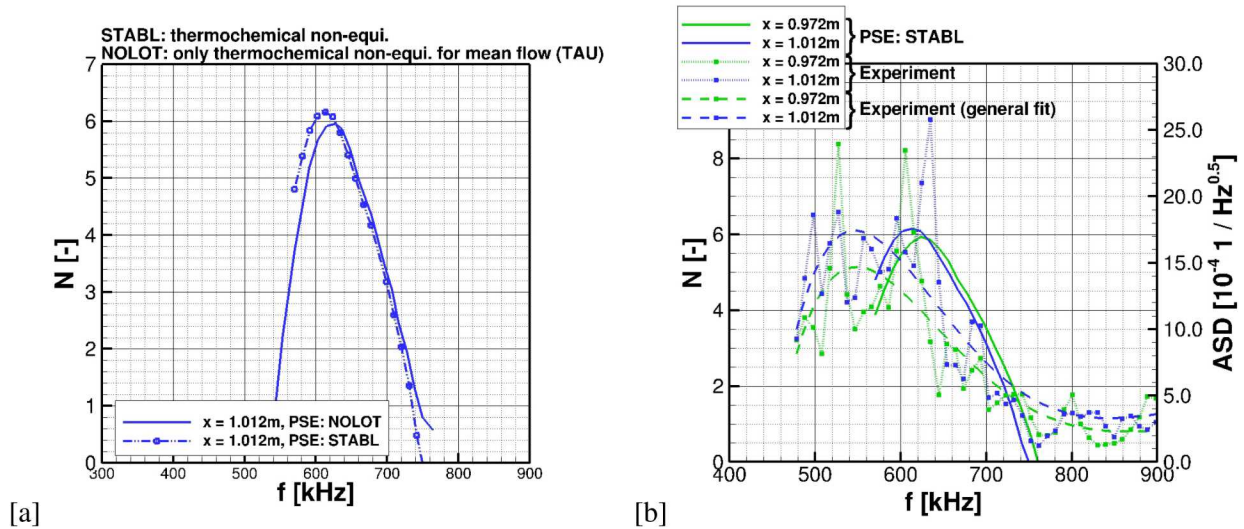 STABL: thermochemical non-equi.
NOLOT: only thermochemical non-equi. for mean flow (TAU)
7
6
5
4
3
2
1
0
N [-]
300 400 500 600 700 800 900
f [kHz]
x = 1.012m, PSE: NOLOT
x = 1.012m, PSE: STABL
[a]
x = 0.972m
x = 1.012m
PSE: STABL
x = 0.972m
x = 1.012m
Experiment
x = 0.972m
x = 1.012m
Experiment (general fit)
8
6
4
2
0
N [-]
400 500 600 700 800 900
f [kHz]
30.0
25.0
20.0
15.0
10.0
5.0
0.0
ASD [10⁻⁴ 1 / Hz⁰·⁵]
[b]